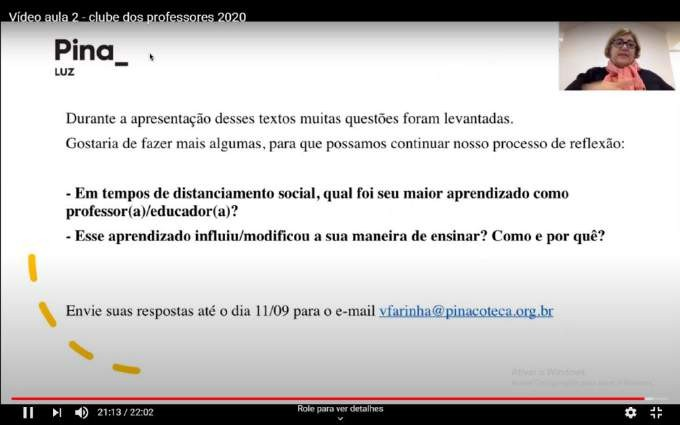 Vídeo aula 2 - clube dos professores 2020
Pina_
LUZ
Durante a apresentação desses textos muitas questões foram levantadas.
Gostaria de fazer mais algumas, para que possamos continuar nosso processo de reflexão:
- Em tempos de distanciamento social, qual foi seu maior aprendizado como
professor(a)/educador(a)?
- Esse aprendizado influiu/modificou a sua maneira de ensinar? Como e por quê?
Envie suas respostas até o dia 11/09 para o e-mail vfarinha@pinacoteca.org.br
Ativar o Windows
21:13 / 22:02
Role para ver detalhes